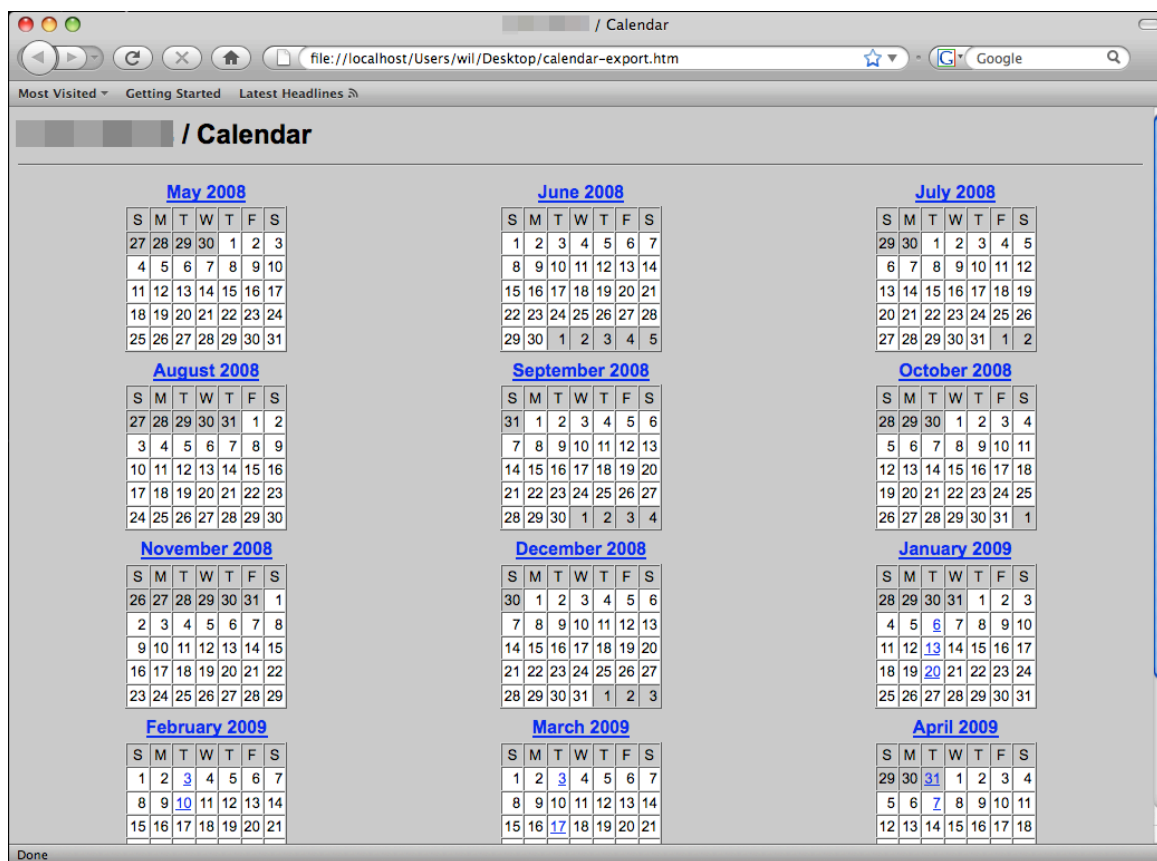 / Calendar
file://localhost/Users/wil/Desktop/calendar-export.htm
Google
Most Visited Getting Started Latest Headlines
/ Calendar
May 2008 June 2008 July 2008
S M T W T F S S M T W T F S S M T W T F S
27 28 29 30 1 2 3 1 2 3 4 5 6 7 29 30 1 2 3 4 5
4 5 6 7 8 9 10 8 9 10 11 12 13 14 6 7 8 9 10 11 12
11 12 13 14 15 16 17 15 16 17 18 19 20 21 13 14 15 16 17 18 19
18 19 20 21 22 23 24 22 23 24 25 26 27 28 20 21 22 23 24 25 26
25 26 27 28 29 30 31 29 30 1 2 3 4 5 27 28 29 30 31 1 2
August 2008 September 2008 October 2008
S M T W T F S S M T W T F S S M T W T F S
27 28 29 30 31 1 2 31 1 2 3 4 5 6 28 29 30 1 2 3 4
3 4 5 6 7 8 9 7 8 9 10 11 12 13 5 6 7 8 9 10 11
10 11 12 13 14 15 16 14 15 16 17 18 19 20 12 13 14 15 16 17 18
17 18 19 20 21 22 23 21 22 23 24 25 26 27 19 20 21 22 23 24 25
24 25 26 27 28 29 30 28 29 30 1 2 3 4 26 27 28 29 30 31 1
November 2008 December 2008 January 2009
S M T W T F S S M T W T F S S M T W T F S
26 27 28 29 30 31 1 30 1 2 3 4 5 6 28 29 30 31 1 2 3
2 3 4 5 6 7 8 7 8 9 10 11 12 13 4 5 6 7 8 9 10
9 10 11 12 13 14 15 14 15 16 17 18 19 20 11 12 13 14 15 16 17
16 17 18 19 20 21 22 21 22 23 24 25 26 27 18 19 20 21 22 23 24
23 24 25 26 27 28 29 28 29 30 31 1 2 3 25 26 27 28 29 30 31
February 2009 March 2009 April 2009
S M T W T F S S M T W T F S S M T W T F S
1 2 3 4 5 6 7 1 2 3 4 5 6 7 29 30 31 1 2 3 4
8 9 10 11 12 13 14 8 9 10 11 12 13 14 5 6 7 8 9 10 11
15 16 17 18 19 20 21 15 16 17 18 19 20 21 12 13 14 15 16 17 18
Done